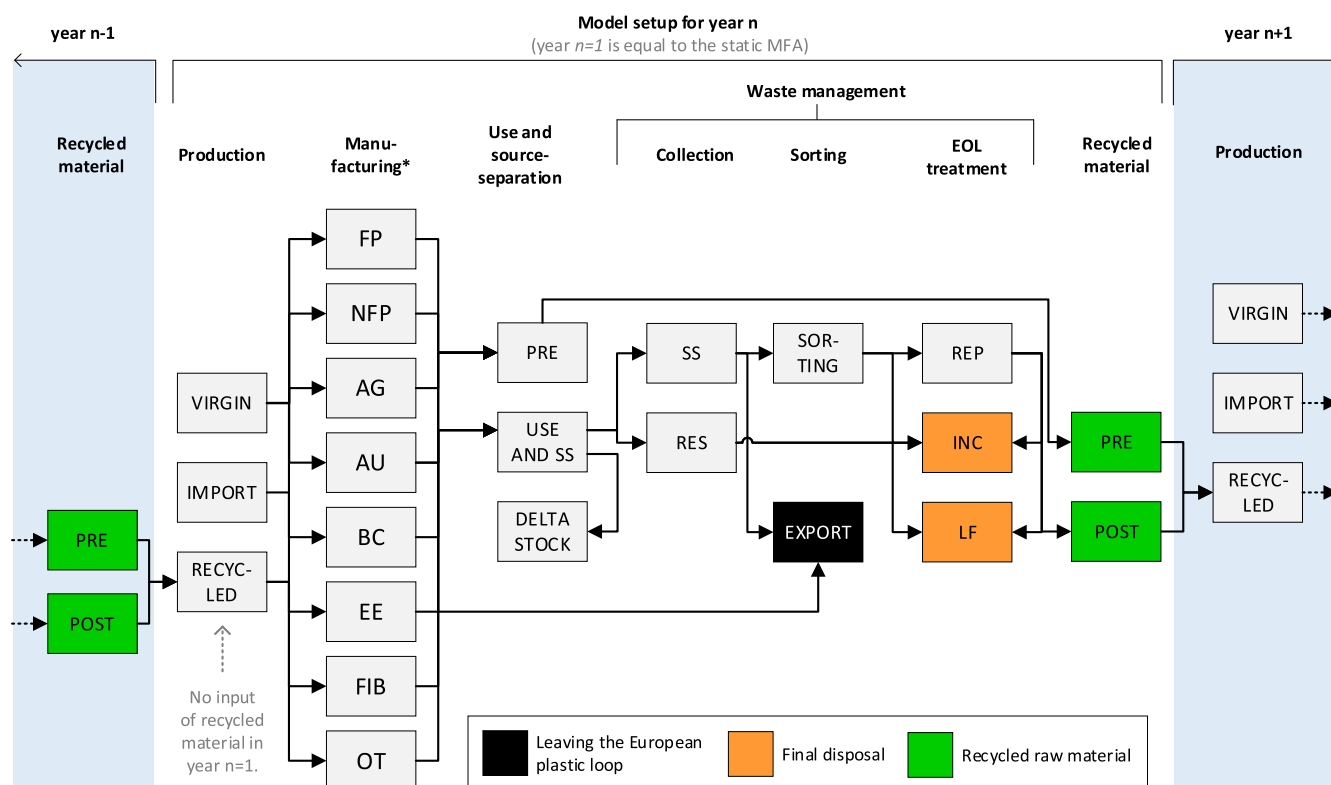 year n-1
Model setup for year n
(year n=1 is equal to the static MFA)
year n+1
Waste management
Recycled
material
Production
Manu-
facturing*
Use and
source-
separation
Collection
Sorting
EOL
treatment
Recycled
material
Production
FP
NFP
AG
AU
BC
EE
FIB
OT
VIRGIN
IMPORT
RECYC-
LED
PRE
POST
No input
of recycled
material in
year n=1.
PRE
USE
AND SS
DELTA
STOCK
SS
RES
SOR-
TING
EXPORT
REP
INC
LF
PRE
POST
VIRGIN
IMPORT
RECYC-
LED
Leaving the European
plastic loop
Final disposal
Recycled raw material